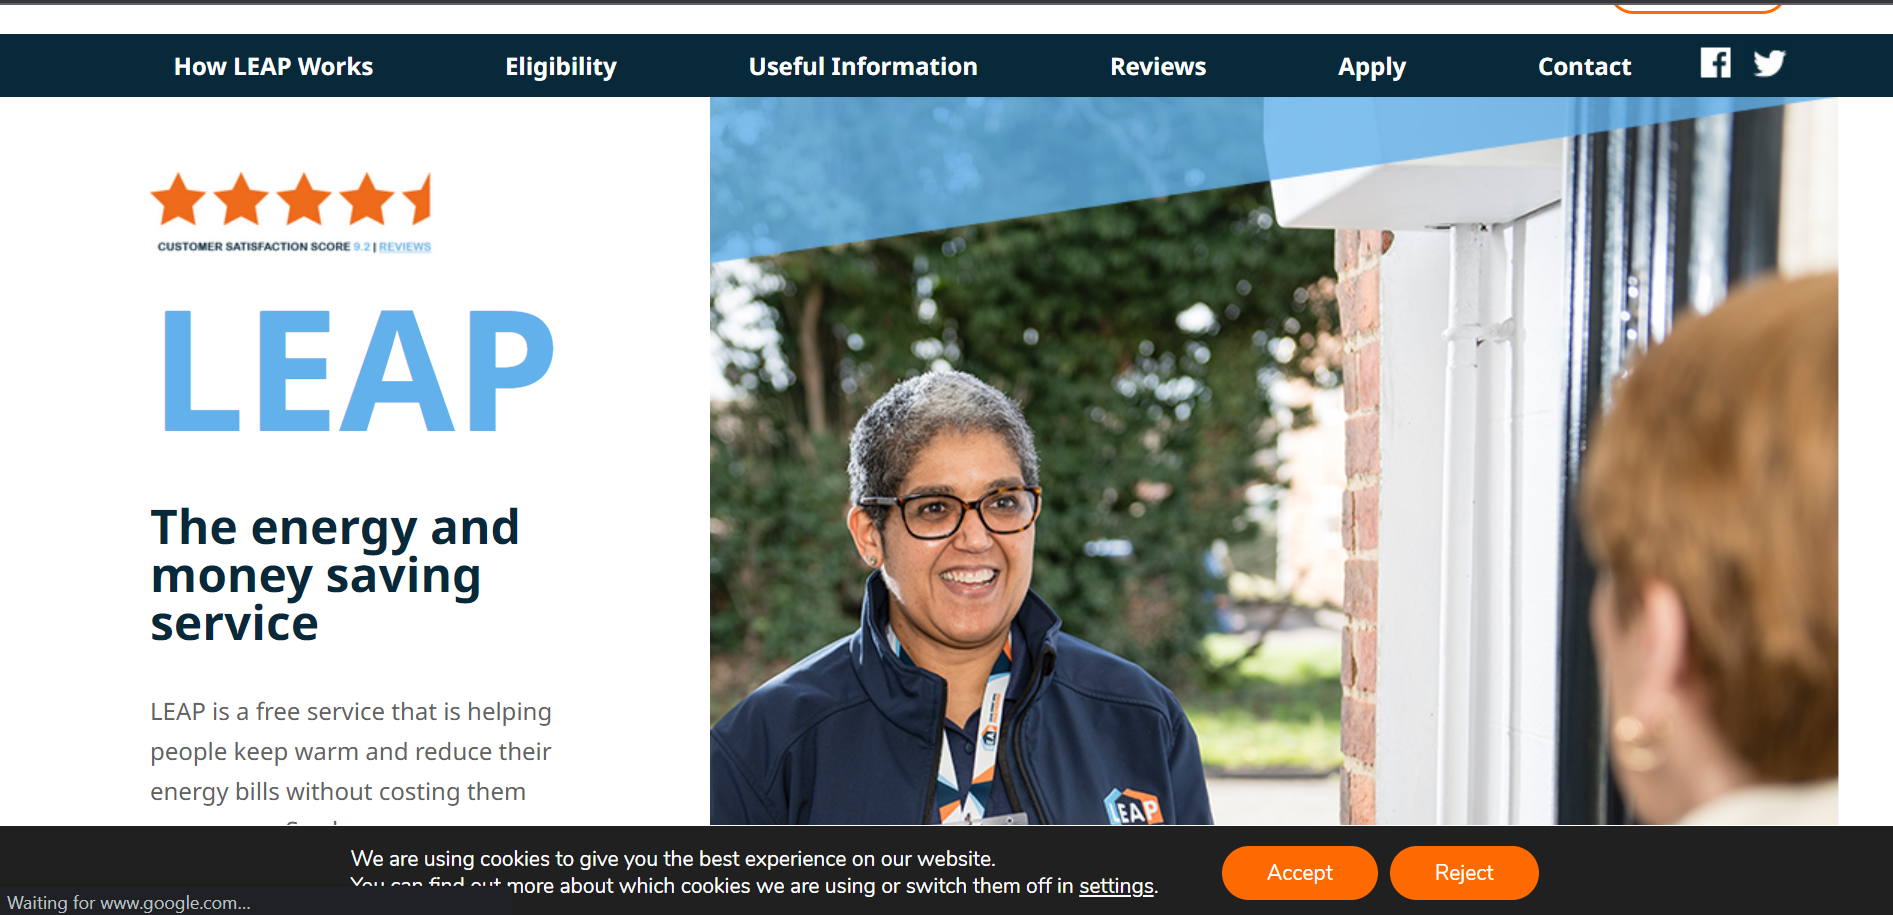 How LEAP Works Eligibility Useful Information Reviews Apply Contact
CUSTOMER SATISFACTION SCORE 9.2 | REVIEWS
LEAP
The energy and
money saving
service
LEAP is a free service that is helping
people keep warm and reduce their
energy bills without costing them
LEAP
We are using cookies to give you the best experience on our website.
You can find out more about which cookies we are using or switch them off in settings.
Accept Reject
Waiting for www.google.com...